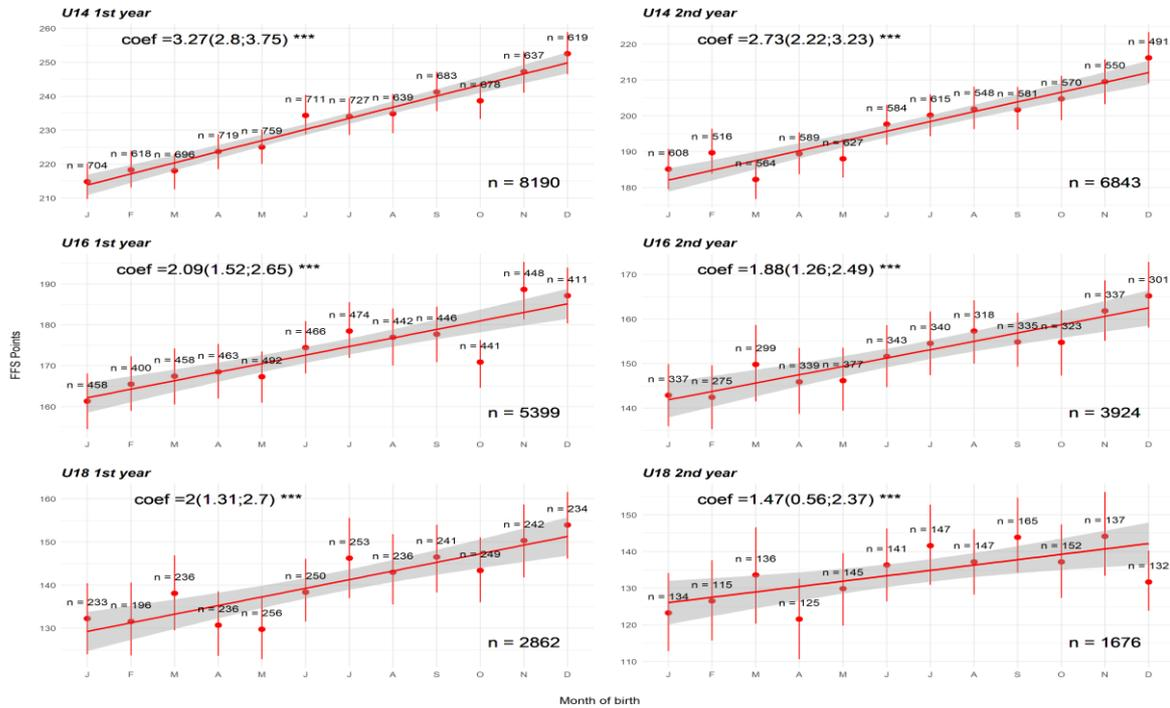 U14 1st year
coef =3.27(2.8;3.75) ***
260
250
240
230
220
210
n = 704
n = 618
n = 696
n = 719
n = 759
n = 711
n = 727
n = 639
n = 683
n = 678
n = 637
n = 619
n = 8190
J F M A M J J A S O N D
U14 2nd year
coef =2.73(2.22;3.23) ***
220
210
200
190
180
n = 608
n = 516
n = 564
n = 589
n = 627
n = 584
n = 615
n = 548
n = 581
n = 570
n = 550
n = 491
n = 6843
J F M A M J J A S O N D
U16 1st year
coef =2.09(1.52;2.65) ***
190
180
170
160
n = 458
n = 400
n = 458
n = 463
n = 492
n = 466
n = 474
n = 442
n = 446
n = 441
n = 448
n = 411
n = 5399
J F M A M J J A S O N D
U16 2nd year
coef =1.88(1.26;2.49) ***
170
160
150
140
n = 337
n = 275
n = 299
n = 339
n = 377
n = 343
n = 340
n = 318
n = 335
n = 323
n = 337
n = 301
n = 3924
J F M A M J J A S O N D
U18 1st year
coef =2(1.31;2.7) ***
160
150
140
130
n = 233
n = 196
n = 236
n = 236
n = 256
n = 250
n = 253
n = 236
n = 241
n = 249
n = 242
n = 234
n = 2862
J F M A M J J A S O N D
U18 2nd year
coef =1.47(0.56;2.37) ***
150
140
130
120
110
n = 134
n = 115
n = 136
n = 125
n = 145
n = 141
n = 147
n = 147
n = 165
n = 152
n = 137
n = 132
n = 1676
J F M A M J J A S O N D
FFS Points
Month of birth